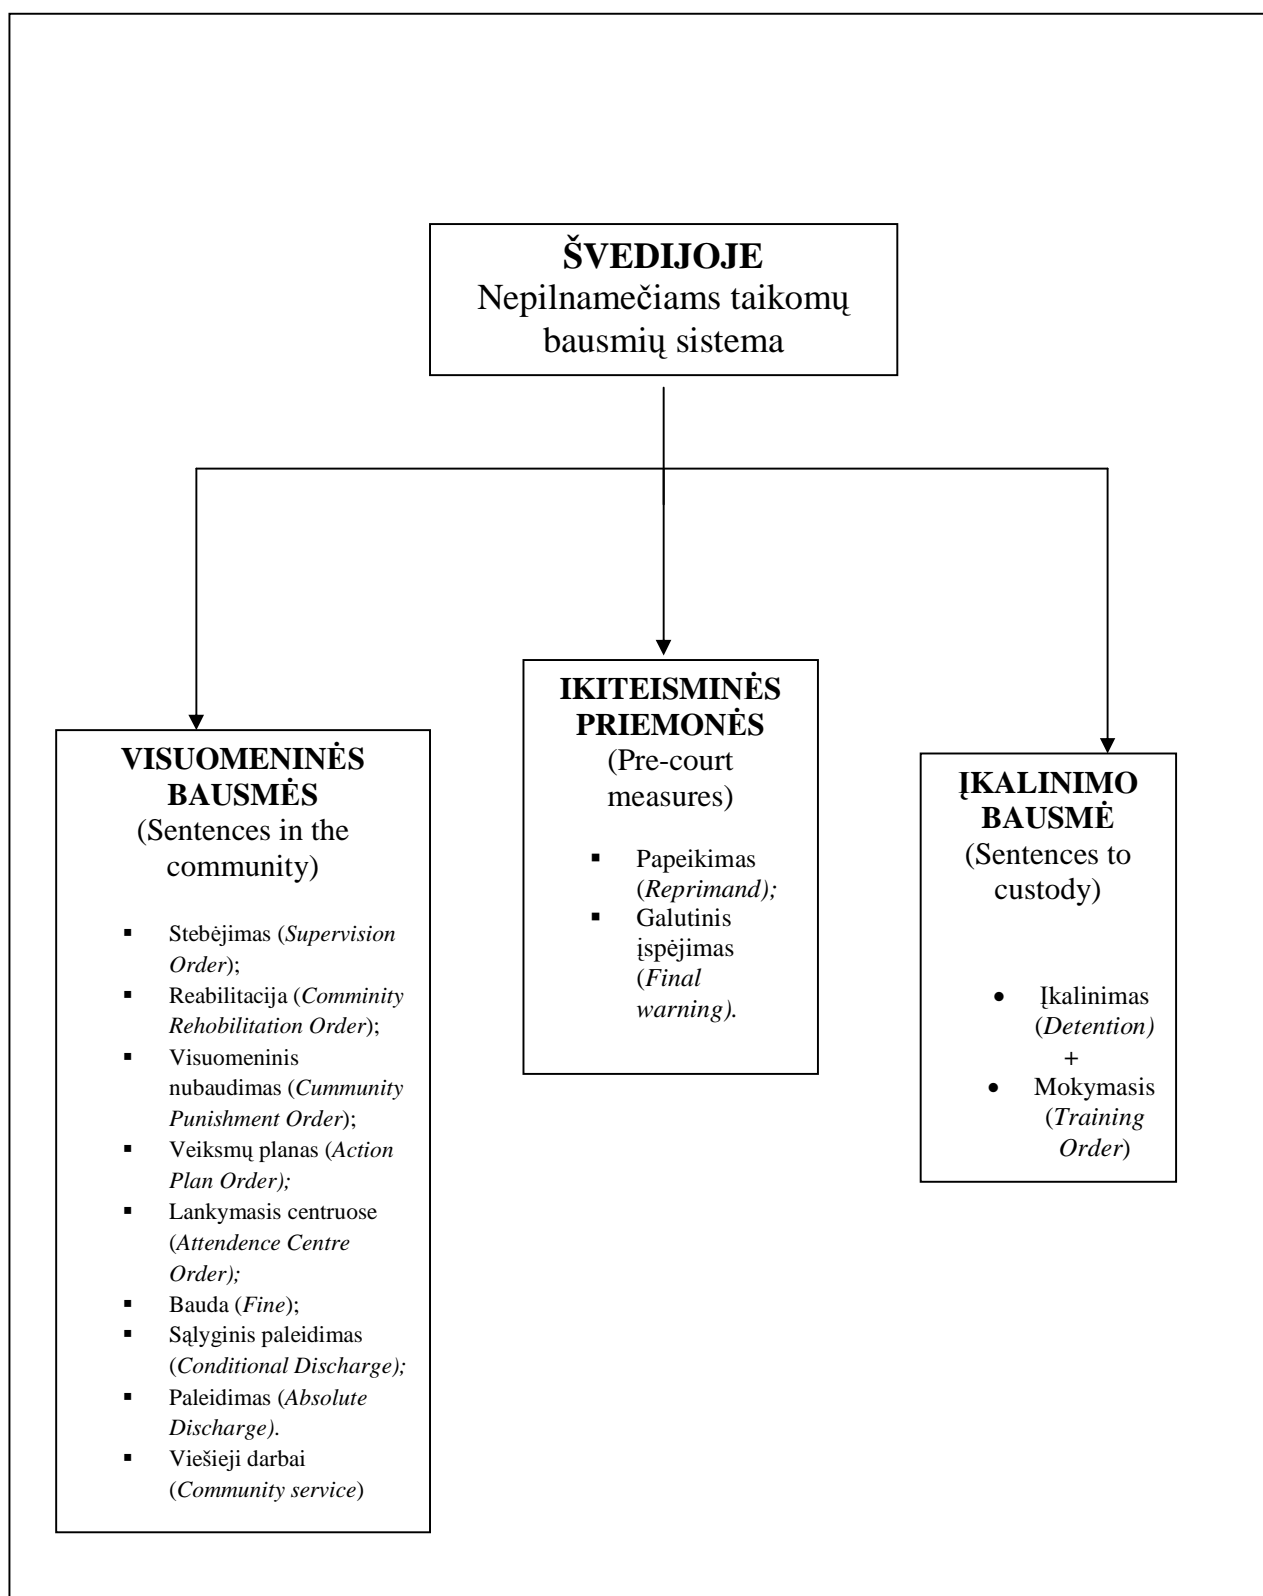 ŠVEDIJOJE
Nepilnamečiams taikomų
bausmių sistema
VISUOMENINĖS
BAUSMĖS
(Sentences in the
community)
▪ Stebėjimas (Supervision
Order);
▪ Reabilitacija (Comminity
Rehobilitation Order);
▪ Visuomeninis
nubaudimas (Cummunity
Punishment Order);
▪ Veiksmų planas (Action
Plan Order);
▪ Lankymasis centruose
(Attendence Centre
Order);
▪ Bauda (Fine);
▪ Sąlyginis paleidimas
(Conditional Discharge);
▪ Paleidimas (Absolute
Discharge).
▪ Viešieji darbai
(Community service)
IKITEISMINĖS
PRIEMONĖS
(Pre-court
measures)
▪ Papeikimas
(Reprimand);
▪ Galutinis
įspėjimas
(Final
warning).
ĮKALINIMO
BAUSMĖ
(Sentences to
custody)
• Įkalinimas
(Detention)
+
• Mokymasis
(Training
Order)